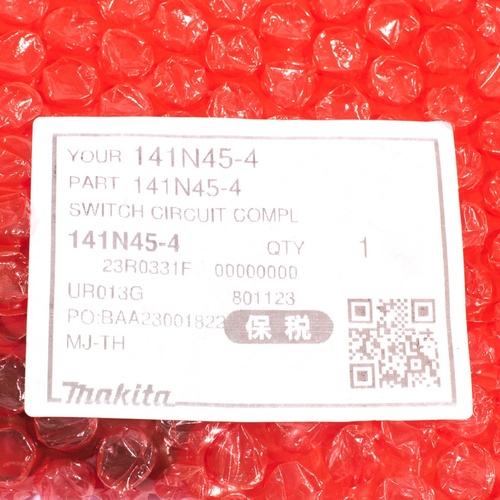 YOUR 141N45-4
PART 141N45-4
SWITCH CIRCUIT COMPL
141N45-4 QTY 1
23R0331F 00000000
UR013G 801123
PO:BAA23001822
保税
MJ-TH
makita